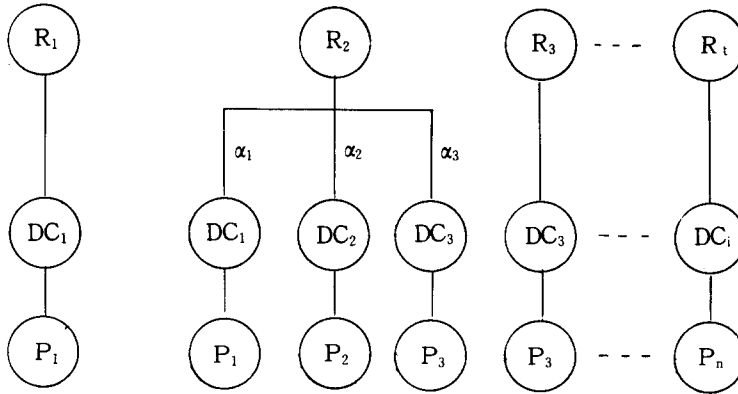 R₁ R₂ R₃ --- Rₜ
α₁ α₂ α₃
DC₁ DC₁ DC₂ DC₃ DC₃ --- DCᵢ
P₁ P₁ P₂ P₃ P₃ --- Pₙ